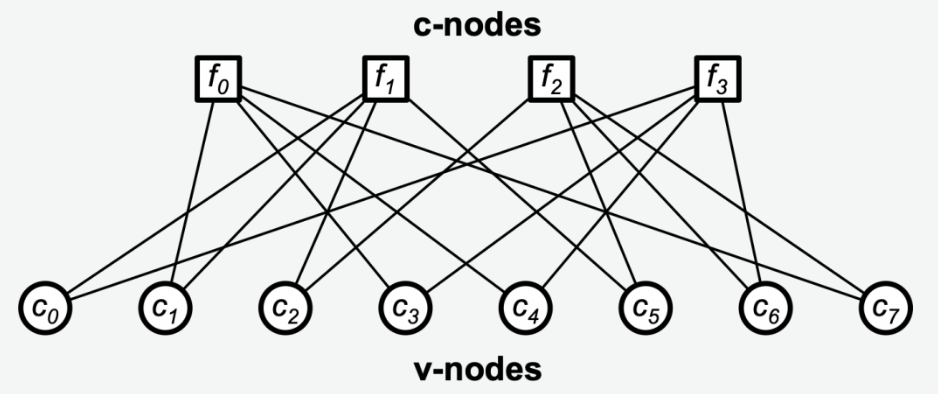 c-nodes
f0 f1 f2 f3
c0 c1 c2 c3 c4 c5 c6 c7
v-nodes